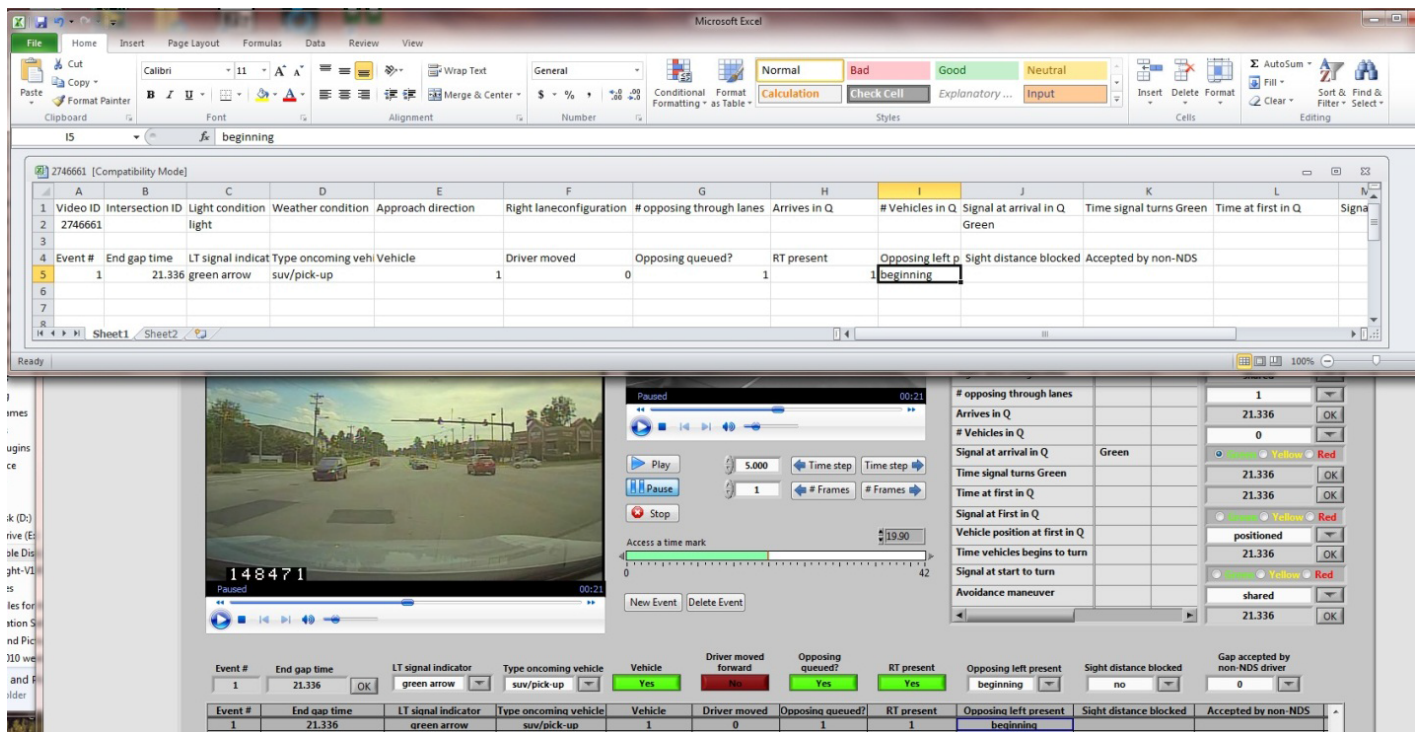 Microsoft Excel
File Home Insert Page Layout Formulas Data Review View
Cut
Copy
Format Painter
Paste
Clipboard
Calibri 11
B I U
Font
Wrap Text
Merge & Center
Alignment
General
$ % ,
Number
Conditional Formatting
Format as Table
Normal Bad Good Neutral
Calculation Check Cell Explanatory ... Input
Styles
Insert Delete Format
Cells
Σ AutoSum
Fill
Clear
Sort & Filter
Find & Select
Editing
I5 fx beginning
2746661 [Compatibility Mode]
A B C D E F G H I J K L M
1 Video ID Intersection ID Light condition Weather condition Approach direction Right laneconfiguration # opposing through lanes Arrives in Q # Vehicles in Q Signal at arrival in Q Time signal turns Green Time at first in Q Signa
2 2746661 light Green
3
4 Event # End gap time LT signal indicat Type oncoming vehi Vehicle Driver moved Opposing queued? RT present Opposing left p Sight distance blocked Accepted by non-NDS
5 1 21.336 green arrow suv/pick-up 1 0 1 1 beginning
6
7
8
Sheet1 Sheet2
Ready 100%
148471
Paused 00:21
Paused 00:21
Play 5.000 Time step Time step
Pause 1 # Frames # Frames
Stop
Access a time mark 19.90
0 42
New Event Delete Event
# opposing through lanes 1
Arrives in Q 21.336 OK
# Vehicles in Q 0
Signal at arrival in Q Green Green Yellow Red
Time signal turns Green 21.336 OK
Time at first in Q 21.336 OK
Signal at First in Q Green Yellow Red
Vehicle position at first in Q positioned
Time vehicles begins to turn 21.336 OK
Signal at start to turn Green Yellow Red
Avoidance maneuver shared
21.336 OK
Event # End gap time LT signal indicator Type oncoming vehicle Vehicle Driver moved forward Opposing queued? RT present Opposing left present Sight distance blocked Gap accepted by non-NDS driver
1 21.336 OK green arrow suv/pick-up Yes No Yes Yes beginning no 0
Event # End gap time LT signal indicator Type oncoming vehicle Vehicle Driver moved Opposing queued? RT present Opposing left present Sight distance blocked Accepted by non-NDS
1 21.336 green arrow suv/pick-up 1 0 1 1 beginning